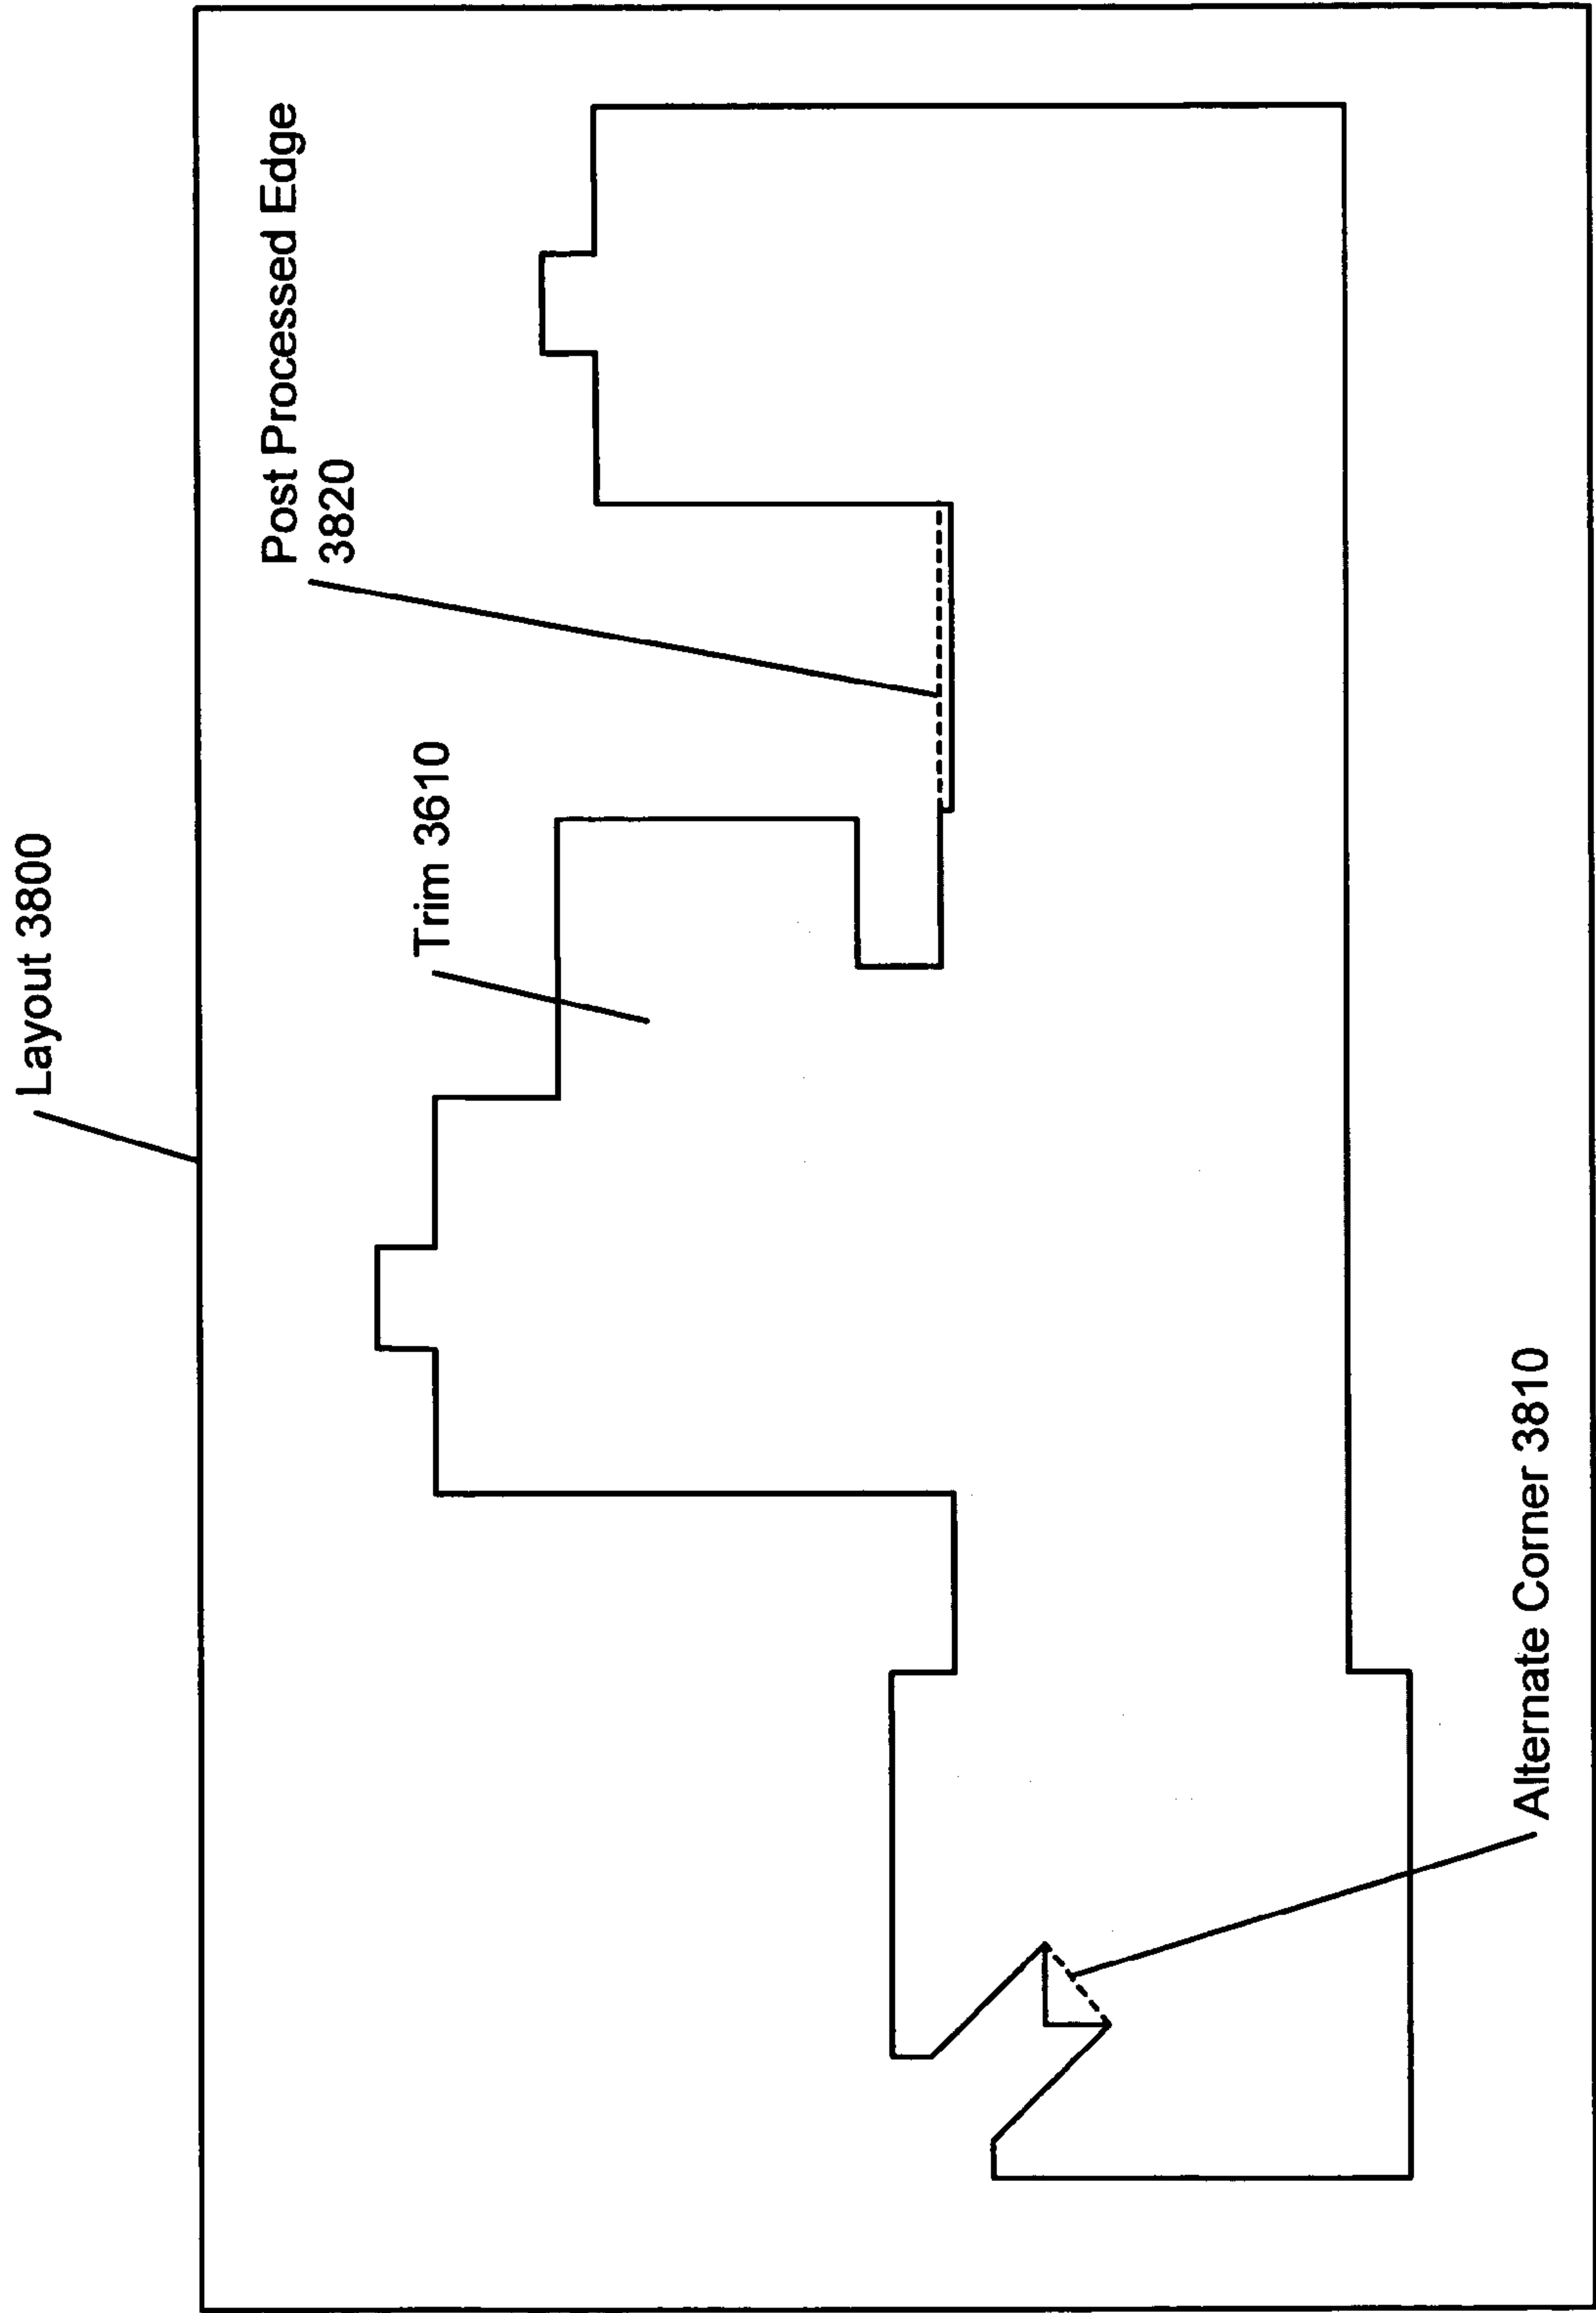 Layout 3800
Post Processed Edge
3820
Trim 3610
Alternate Corner 3810